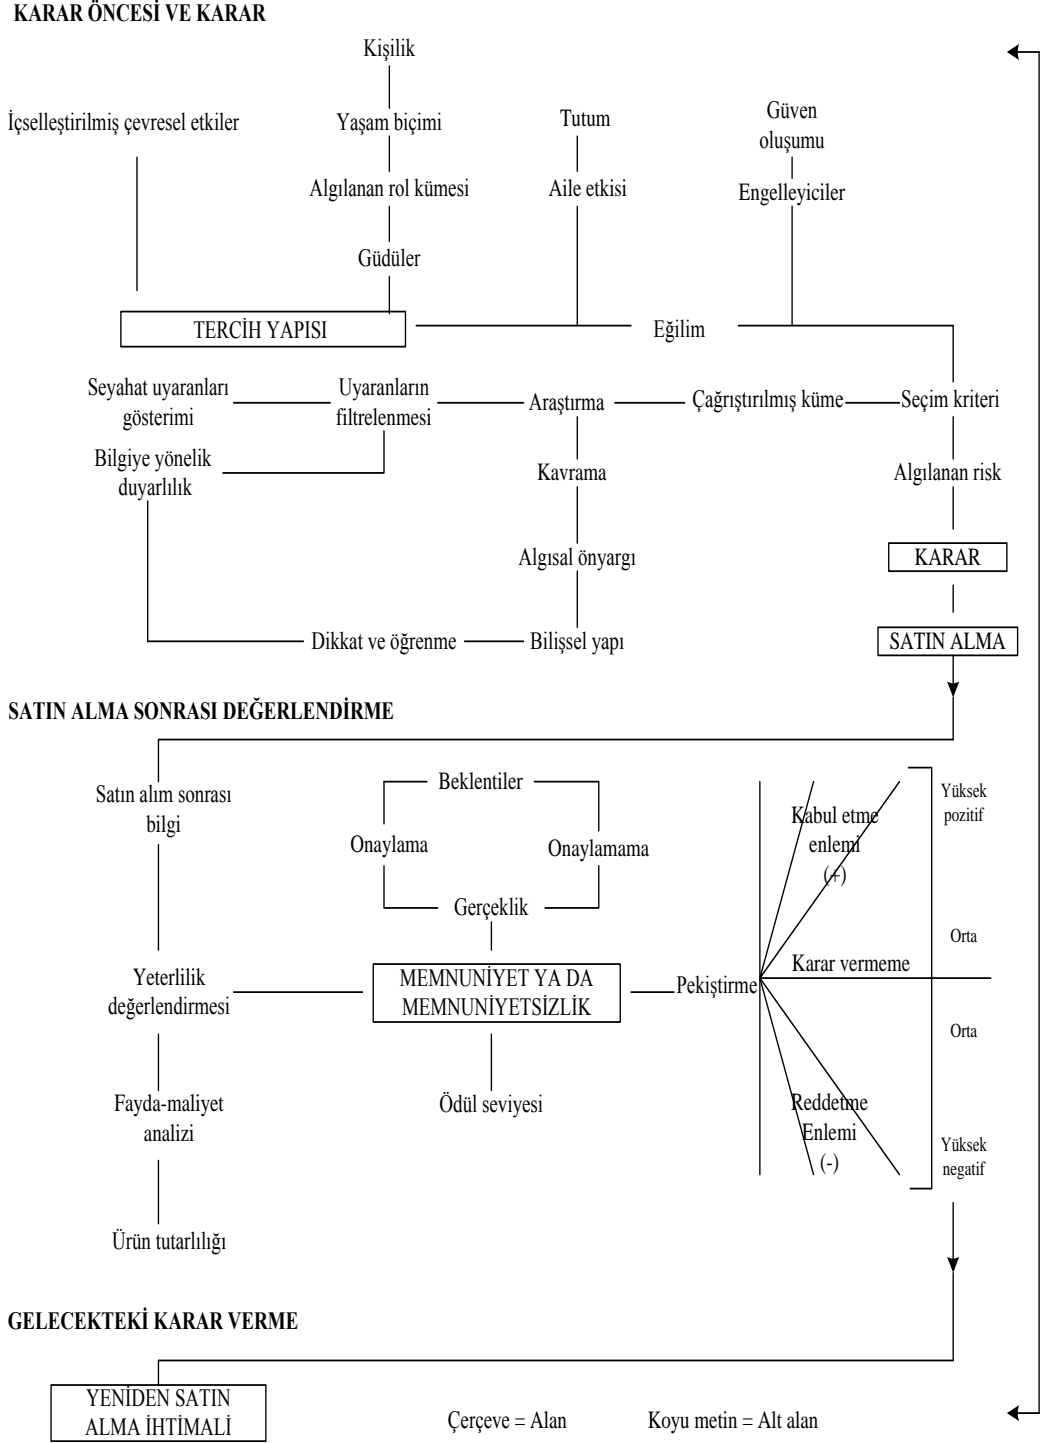 KARAR ÖNCESİ VE KARAR
Kişilik
İçselleştirilmiş çevresel etkiler
Yaşam biçimi
Tutum
Güven
oluşumu
Algılanan rol kümesi
Aile etkisi
Engelleyiciler
Güdüler
TERCİH YAPISI
Eğilim
Seyahat uyaranları
gösterimi
Uyaranların
filtrelenmesi
Araştırma
Çağrıştırılmış küme
Seçim kriteri
Bilgiye yönelik
duyarlılık
Kavrama
Algılanan risk
Algısal önyargı
KARAR
Dikkat ve öğrenme
Bilişsel yapı
SATIN ALMA
SATIN ALMA SONRASI DEĞERLENDİRME
Satın alım sonrası
bilgi
Beklentiler
Onaylama
Onaylamama
Gerçeklik
Kabul etme
enlemi
(+)
Yüksek
pozitif
Orta
Yeterlilik
değerlendirmesi
MEMNUNİYET YA DA
MEMNUNİYETSİZLİK
Pekiştirme
Karar vermeme
Orta
Fayda-maliyet
analizi
Ödül seviyesi
Reddetme
Enlemi
(-)
Yüksek
negatif
Ürün tutarlılığı
GELECEKTEKİ KARAR VERME
YENİDEN SATIN
ALMA İHTİMALİ
Çerçeve = Alan
Koyu metin = Alt alan